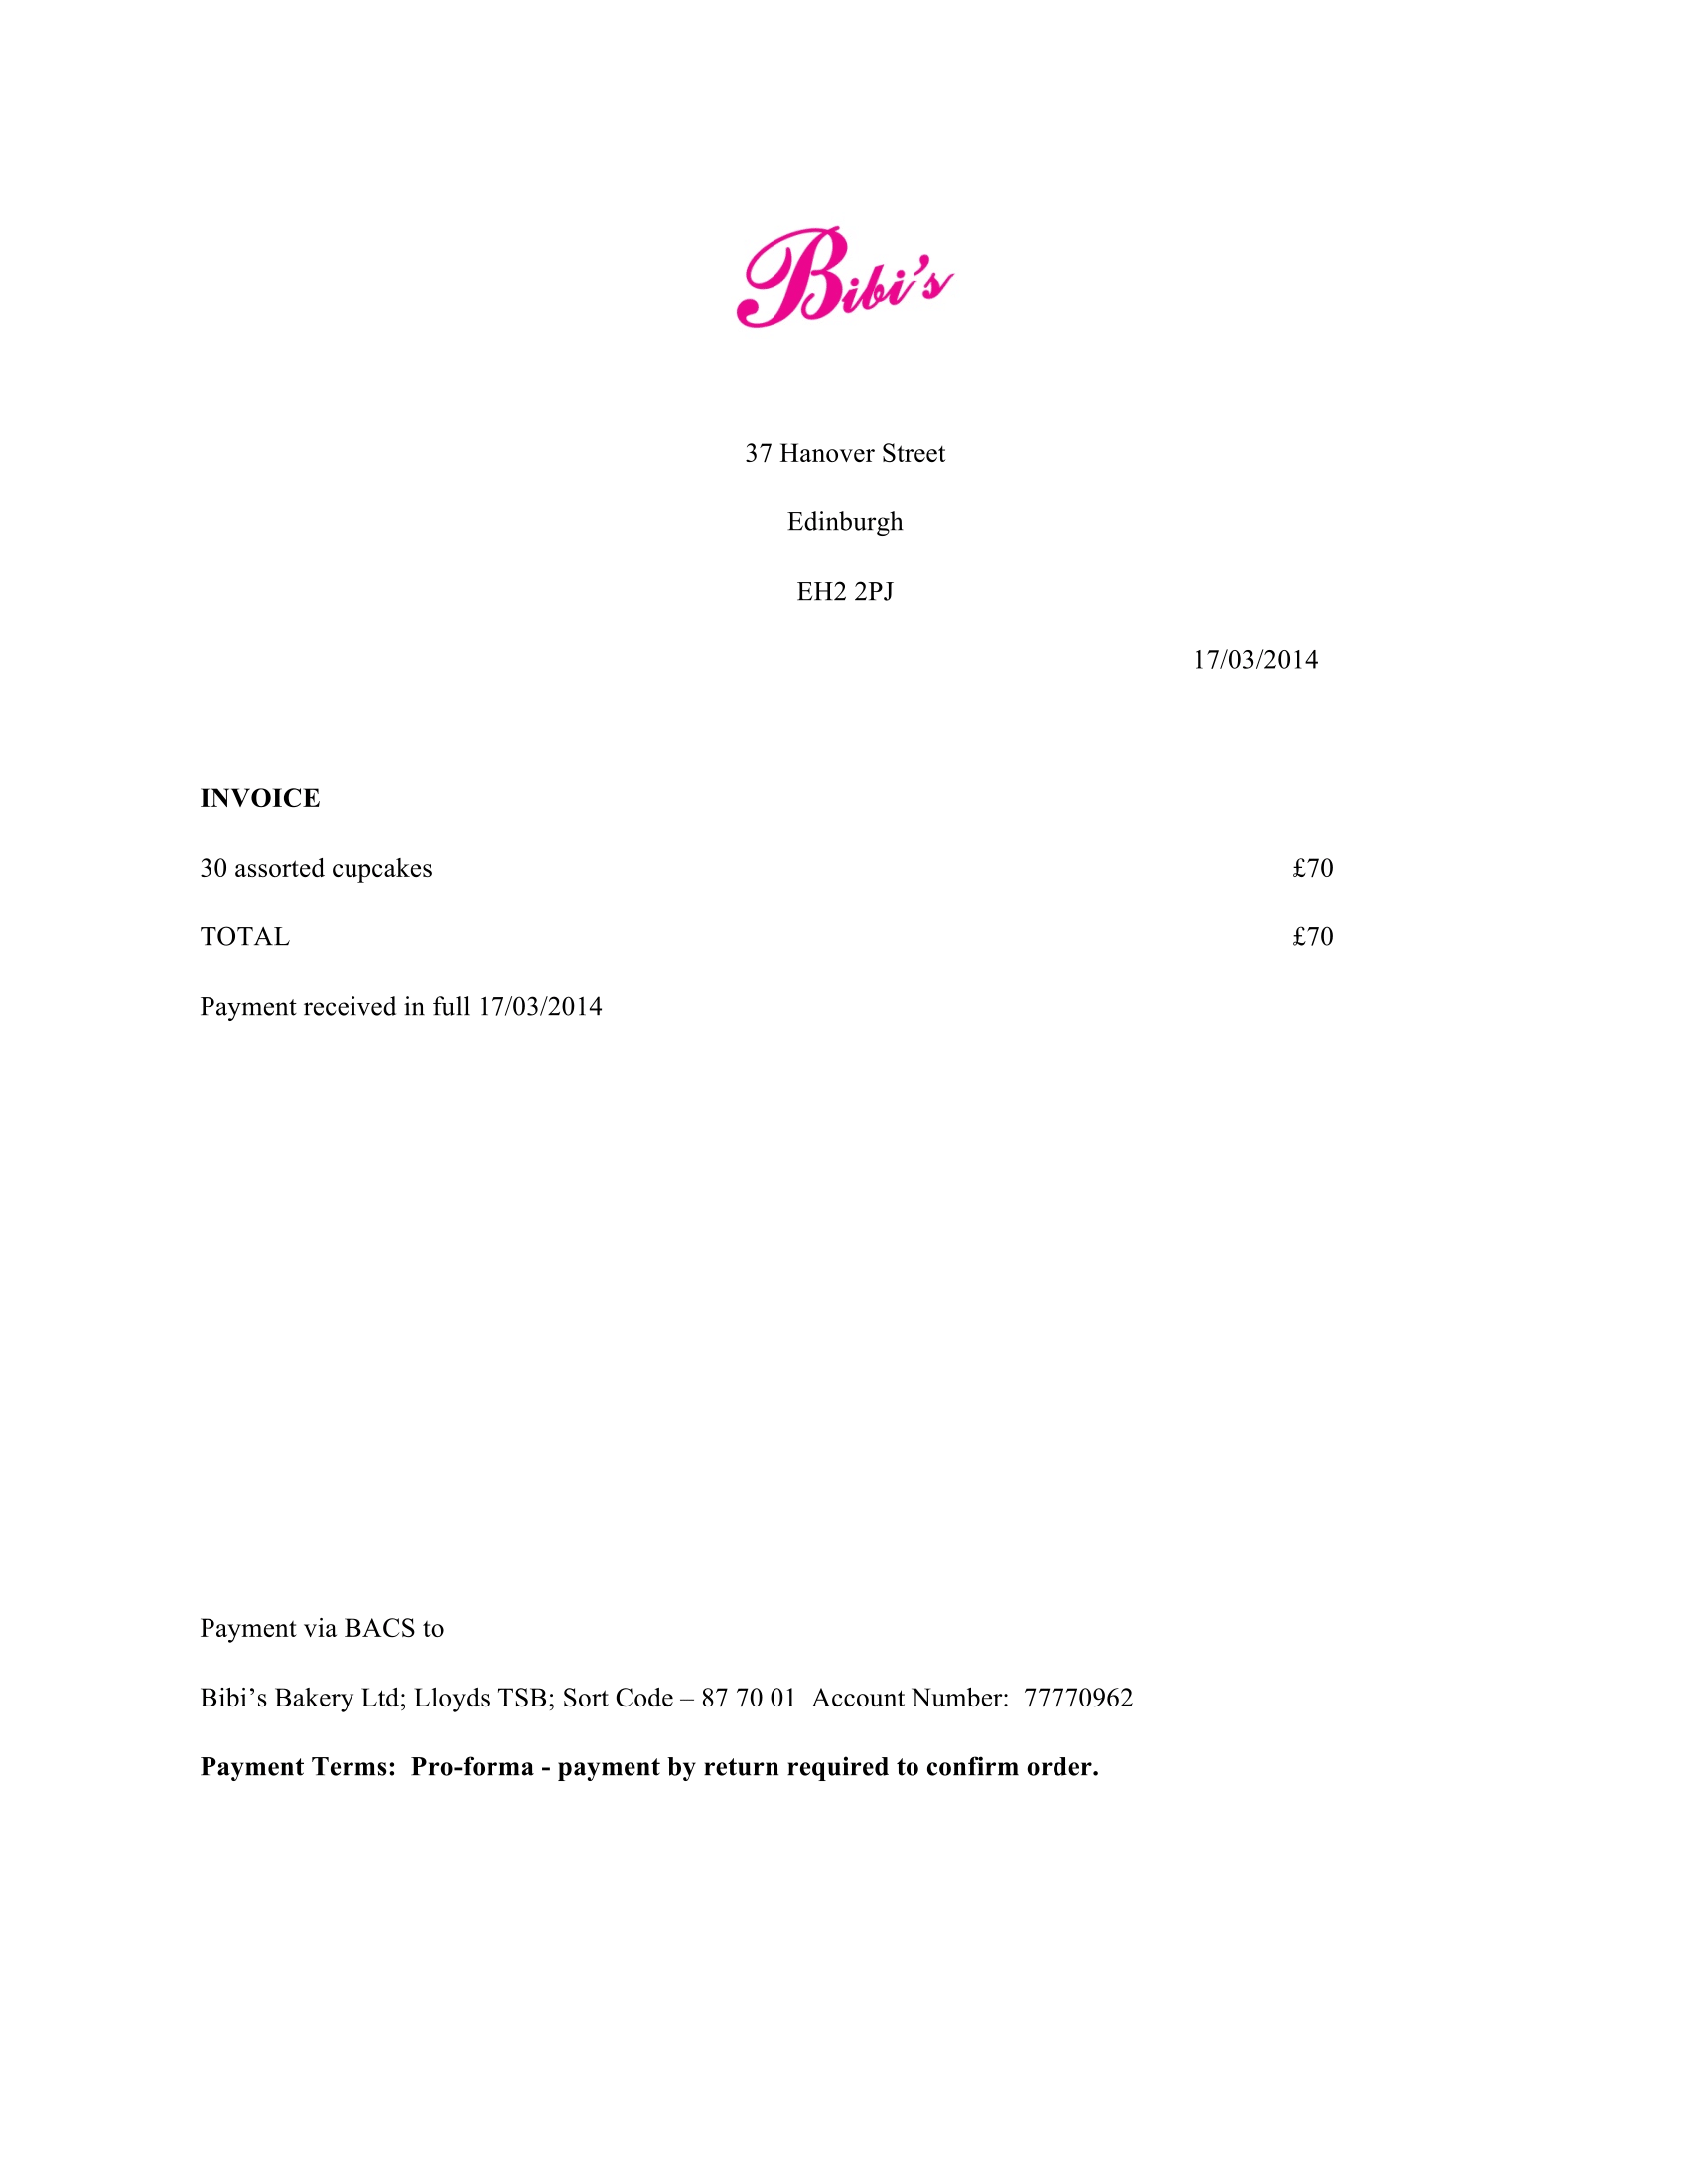 Bibi's
37 Hanover Street
Edinburgh
EH2 2PJ
17/03/2014
INVOICE
30 assorted cupcakes £70
TOTAL £70
Payment received in full 17/03/2014
Payment via BACS to
Bibi’s Bakery Ltd; Lloyds TSB; Sort Code – 87 70 01  Account Number:  77770962
Payment Terms:  Pro-forma - payment by return required to confirm order.